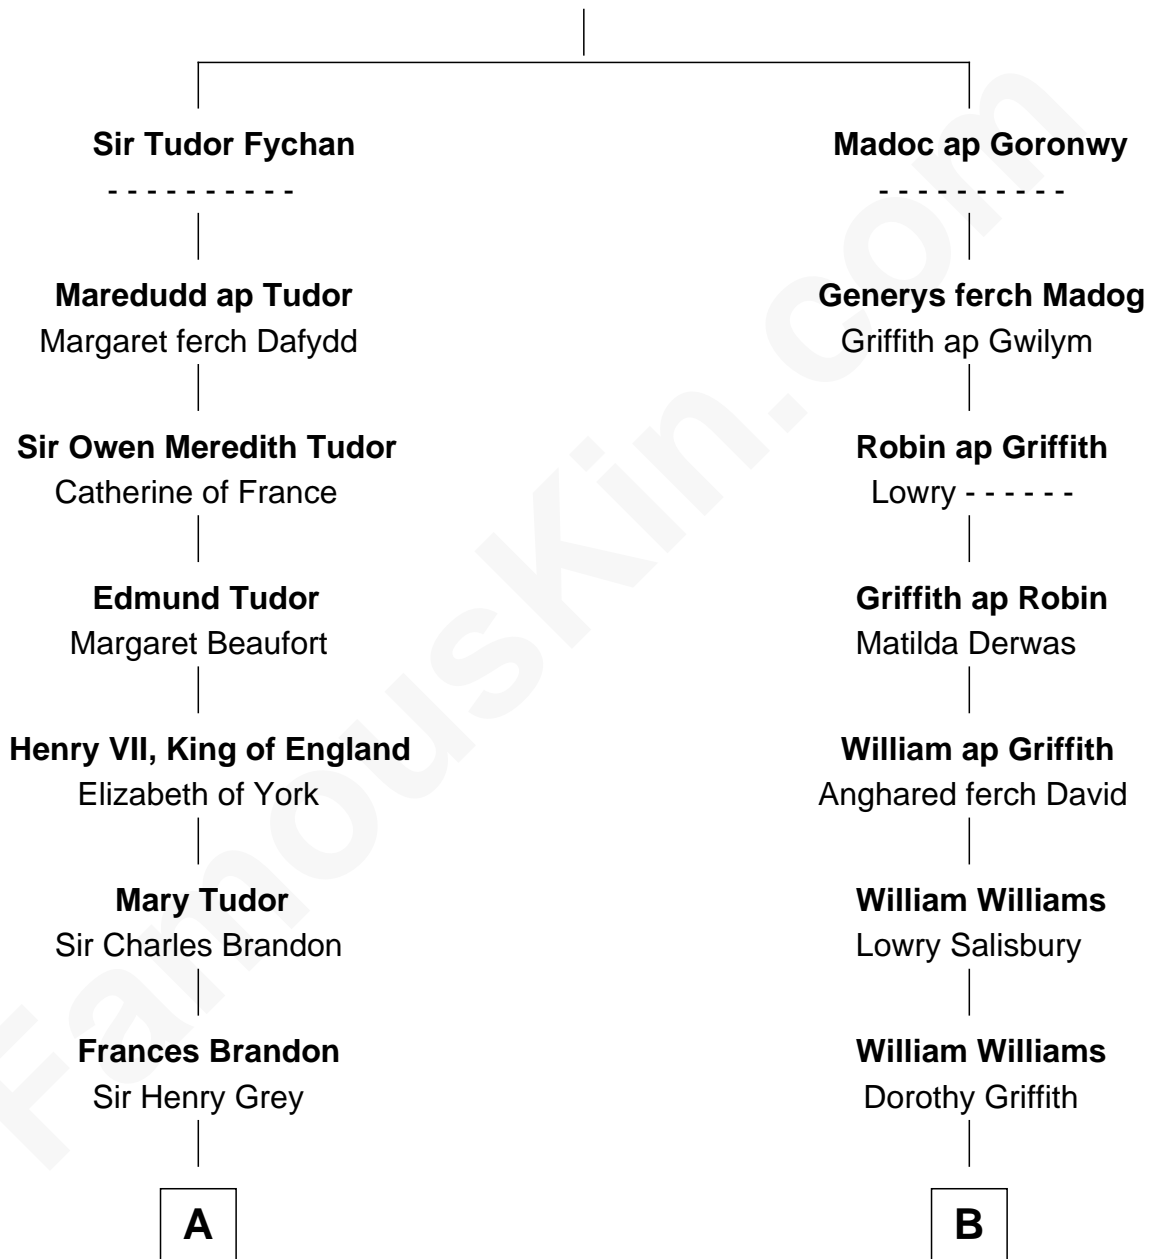 Sir Tudor Fychan
- - - - - - - - - -
Maredudd ap Tudor
Margaret ferch Dafydd
Sir Owen Meredith Tudor
Catherine of France
Edmund Tudor
Margaret Beaufort
Henry VII, King of England
Elizabeth of York
Mary Tudor
Sir Charles Brandon
Frances Brandon
Sir Henry Grey
A
Madoc ap Goronwy
- - - - - - - - - -
Generys ferch Madog
Griffith ap Gwilym
Robin ap Griffith
Lowry - - - - - -
Griffith ap Robin
Matilda Derwas
William ap Griffith
Anghared ferch David
William Williams
Lowry Salisbury
William Williams
Dorothy Griffith
B
FamousKin.com